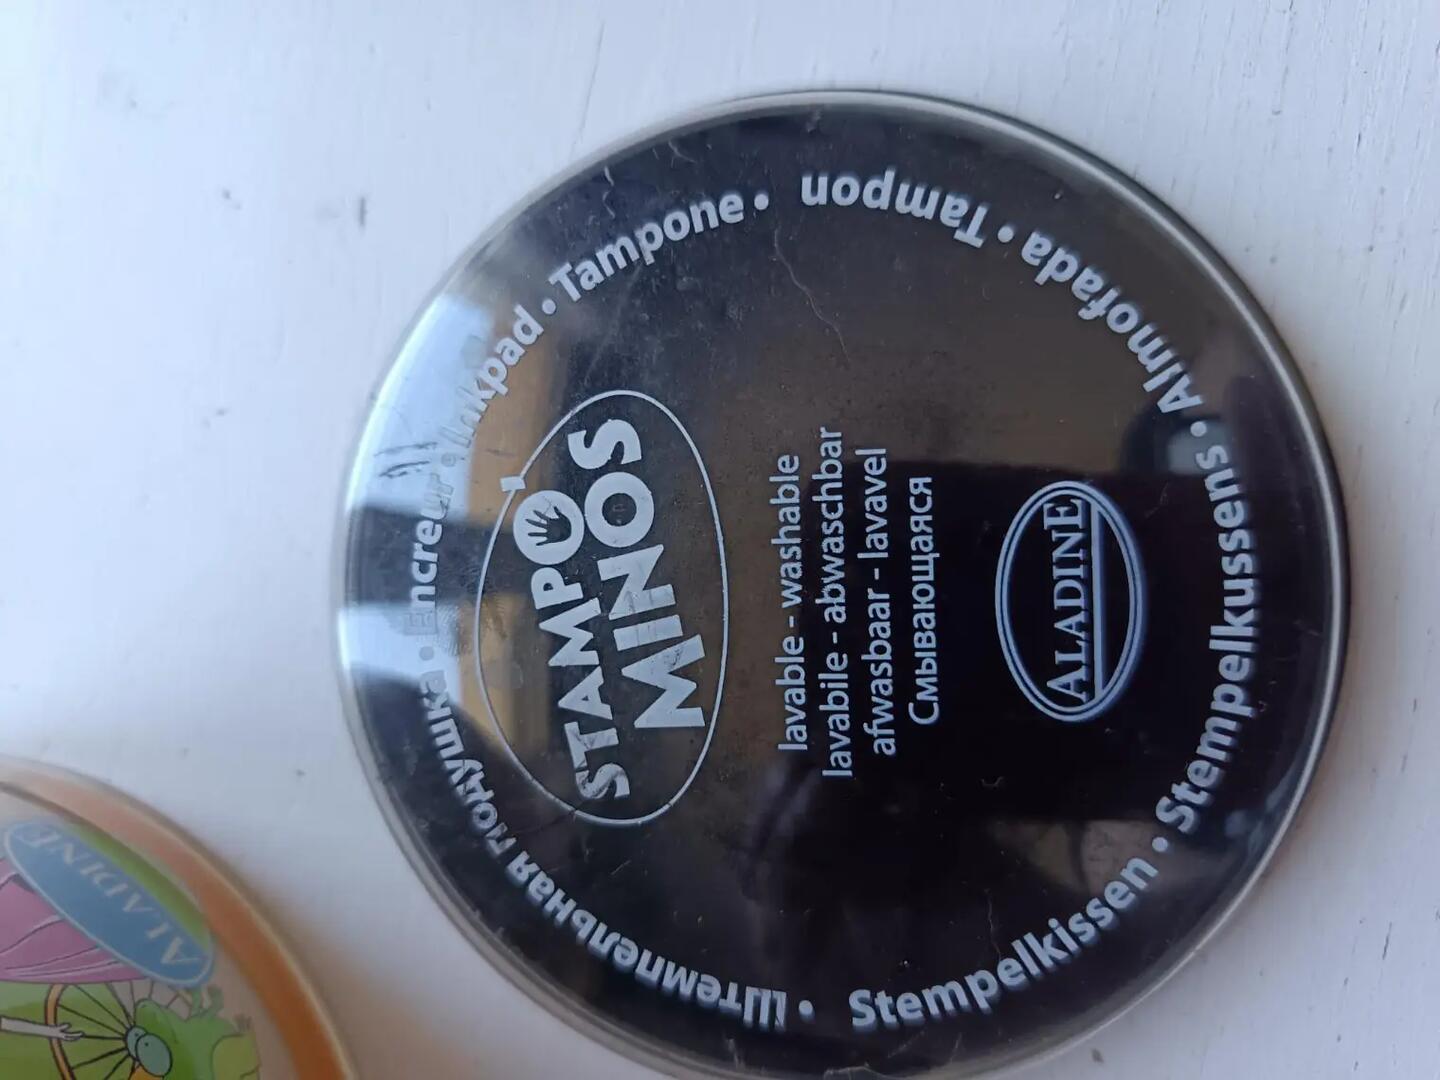 Encreur • Inkpad • Tampone •
Tampon • Almofada •
Stempelkussens • Stempelkissen •
Штемпельная подушка •
STAMPO'
MINOS
lavable - washable
lavabile - abwaschbar
afwasbaar - lavavel
Смывающаяся
ALADINE
ALADINE